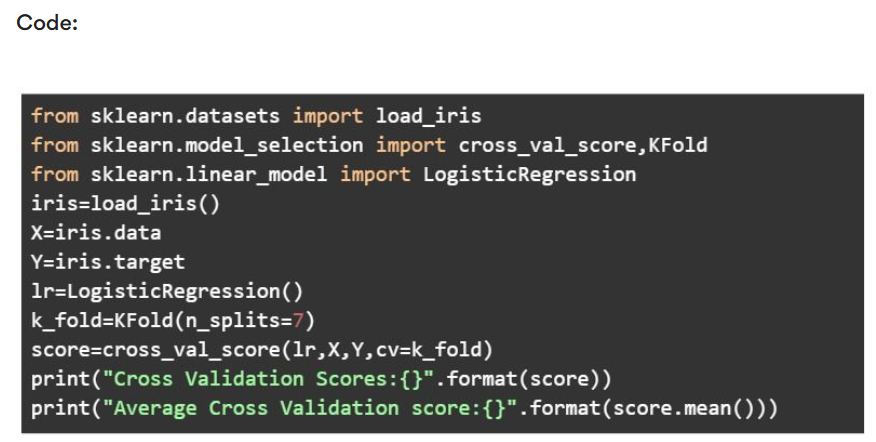 Code:
from sklearn.datasets import load_iris
from sklearn.model_selection import cross_val_score,KFold
from sklearn.linear_model import LogisticRegression
iris=load_iris()
X=iris.data
Y=iris.target
lr=LogisticRegression()
k_fold=KFold(n_splits=7)
score=cross_val_score(lr,X,Y,cv=k_fold)
print("Cross Validation Scores:{}".format(score))
print("Average Cross Validation score:{}".format(score.mean()))